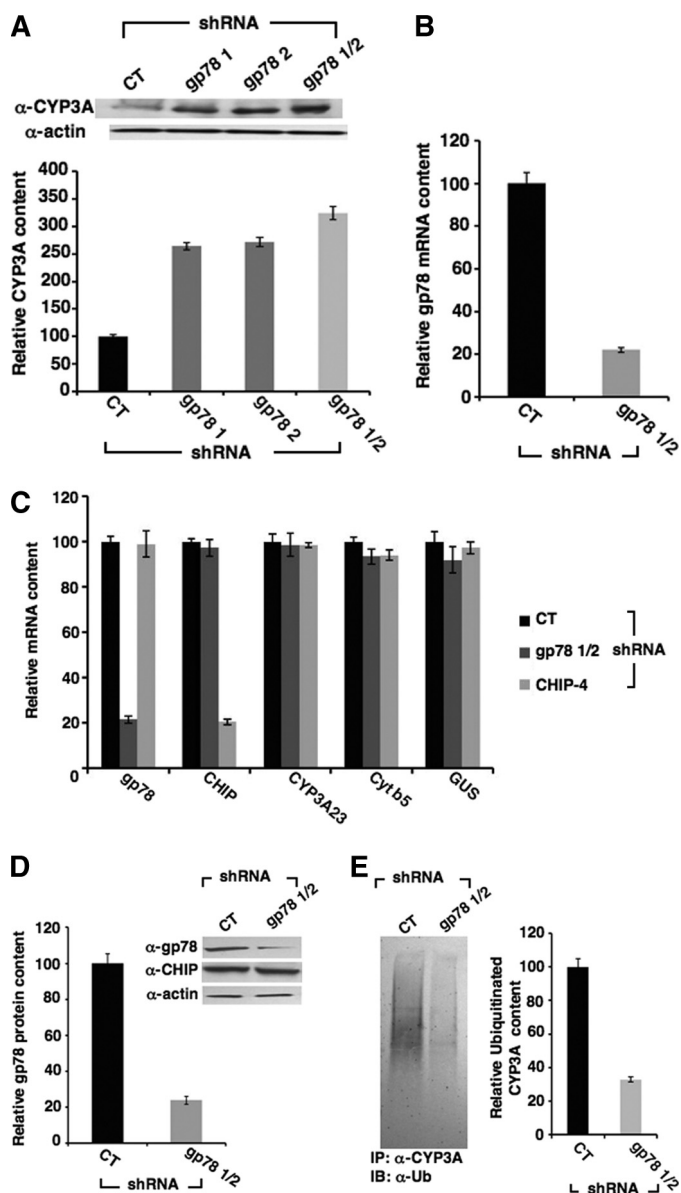 A
shRNA
CT
gp78 1
gp78 2
gp78 1/2
α-CYP3A
α-actin
Relative CYP3A content
400
350
300
250
200
150
100
50
0
CT
gp78 1
gp78 2
gp78 1/2
shRNA
B
Relative gp78 mRNA content
120
100
80
60
40
20
0
CT
gp78 1/2
shRNA
C
Relative mRNA content
120
100
80
60
40
20
0
gp78
CHIP
CYP3A23
Cytb5
GUS
CT
gp78 1/2
CHIP-4
shRNA
D
Relative gp78 protein content
120
100
80
60
40
20
0
CT
gp78 1/2
shRNA
shRNA
CT
gp78 1/2
α-gp78
α-CHIP
α-actin
E
shRNA
CT
gp78 1/2
IP: α-CYP3A
IB: α-Ub
Relative Ubiquitinated
CYP3A content
120
100
80
60
40
20
0
CT
gp78 1/2
shRNA